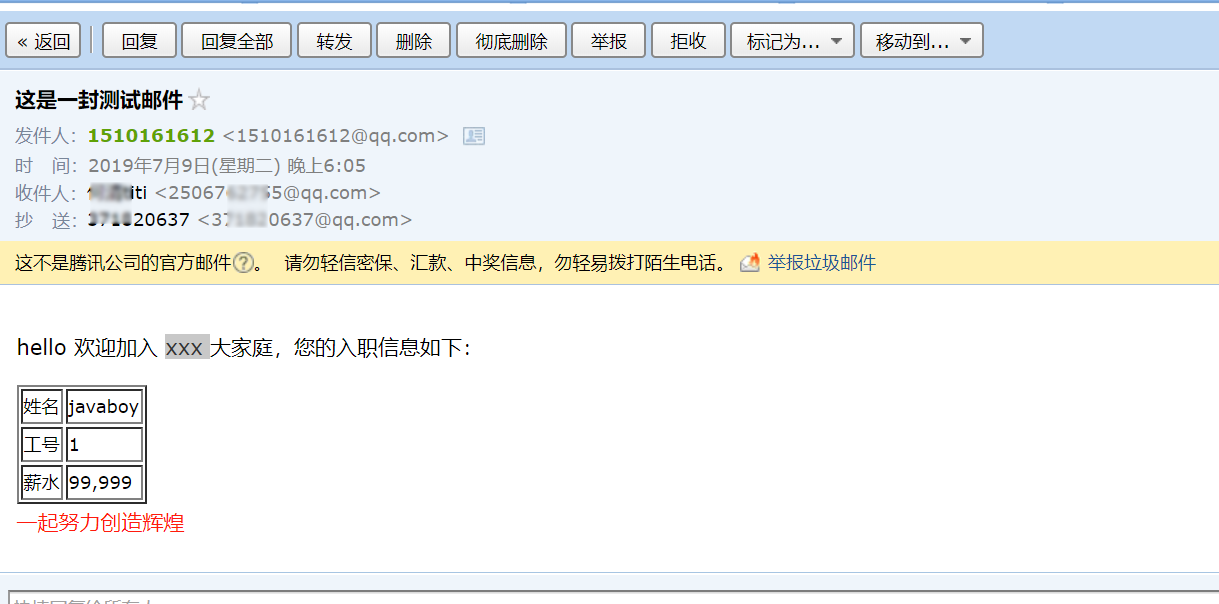 « 返回 回复 回复全部 转发 删除 彻底删除 举报 拒收 标记为... 移动到...
这是一封测试邮件
发件人: 1510161612 <1510161612@qq.com>
时 间: 2019年7月9日(星期二) 晚上6:05
收件人: iti <25067 5@qq.com>
抄 送: 20637 <37 0637@qq.com>
这不是腾讯公司的官方邮件?。 请勿轻信密保、汇款、中奖信息，勿轻易拨打陌生电话。 举报垃圾邮件
hello 欢迎加入 xxx 大家庭，您的入职信息如下：
姓名 javaboy
工号 1
薪水 99,999
一起努力创造辉煌